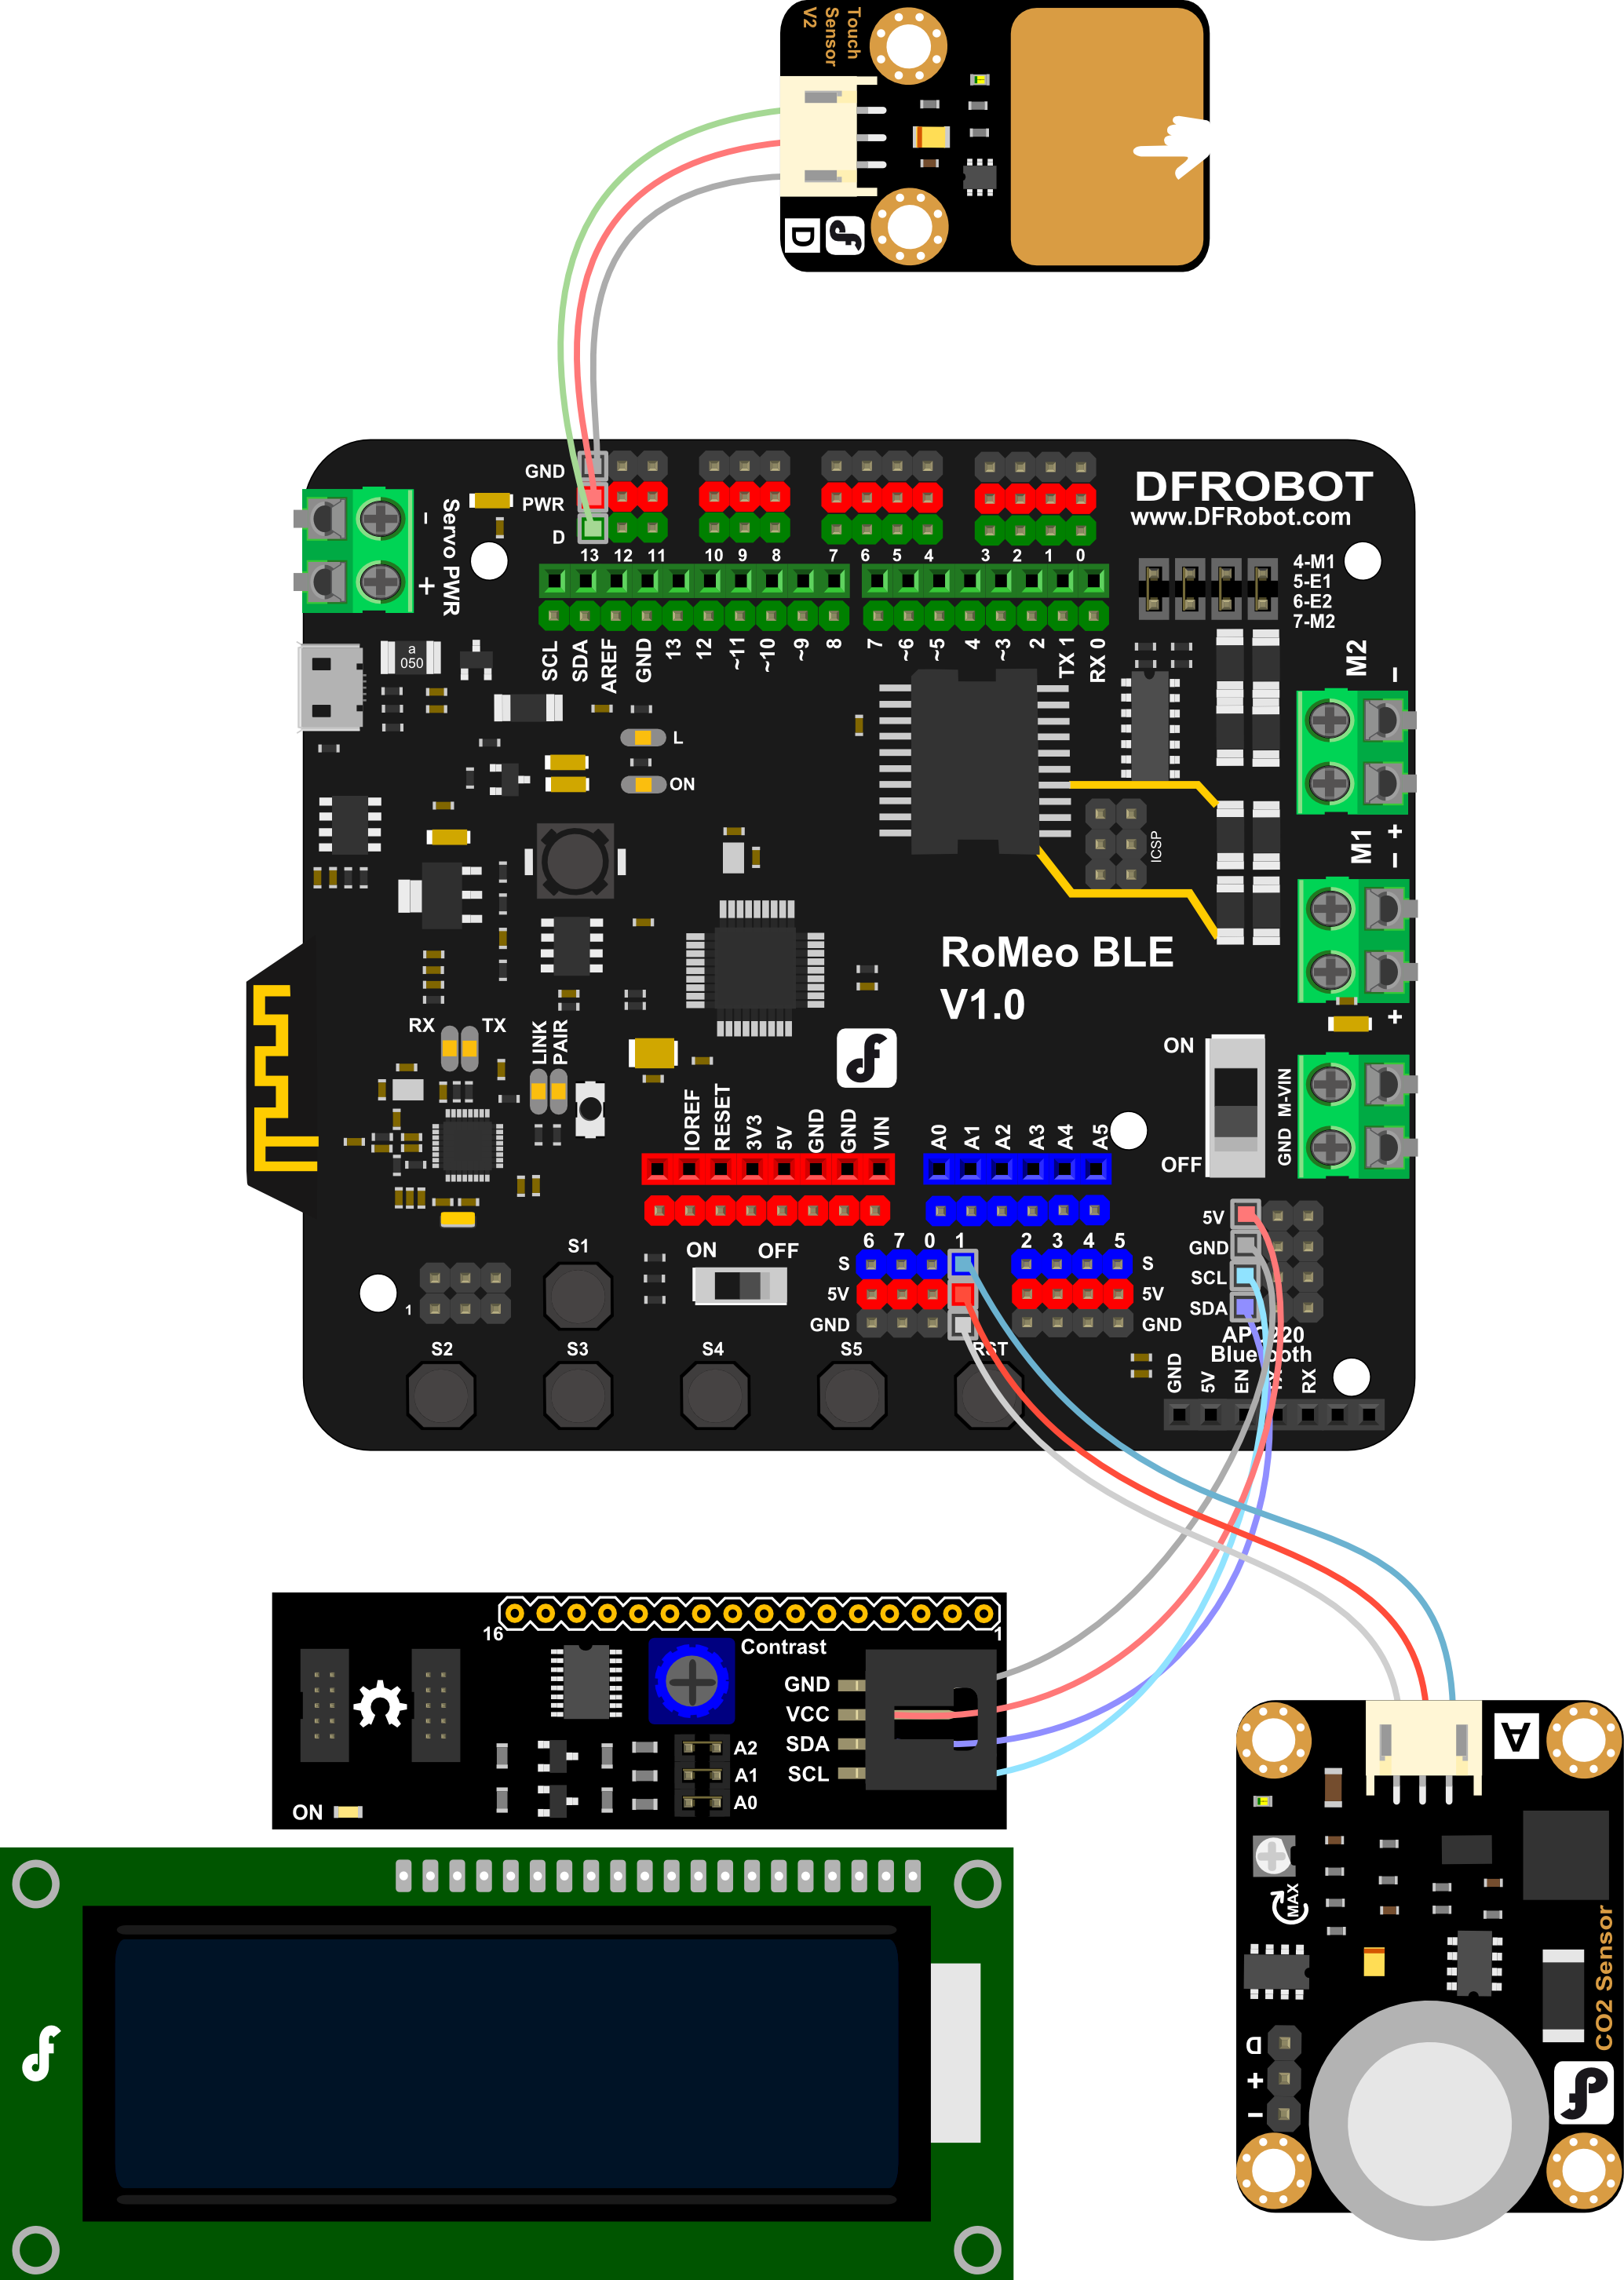 Touch
Sensor
V2
D
GND
PWR
D
13 12 11 10 9 8 7 6 5 4 3 2 1 0
DFROBOT
www.DFRobot.com
Servo PWR
- +
4-M1
5-E1
6-E2
7-M2
SCL SDA AREF GND 13 12 ~11 ~10 ~9 8 7 ~6 ~5 4 ~3 2 TX 1 RX 0
a
050
L
ON
M2
-
+
M1
-
+
ICSP
RoMeo BLE
V1.0
RX TX
LINK
PAIR
ON
OFF
GND M-VIN
IOREF RESET 3V3 5V GND GND VIN
A0 A1 A2 A3 A4 A5
5V
GND
SCL
SDA
ON OFF
6 7 0 1 2 3 4 5
S S
5V 5V
GND GND
1
S1
S2 S3 S4 S5 RST
Bluetooth
GND 5V EN TX RX
16 1
Contrast
GND
VCC
SDA
SCL
A2
A1
A0
ON
A
MAX
CO2 Sensor
D
+
-